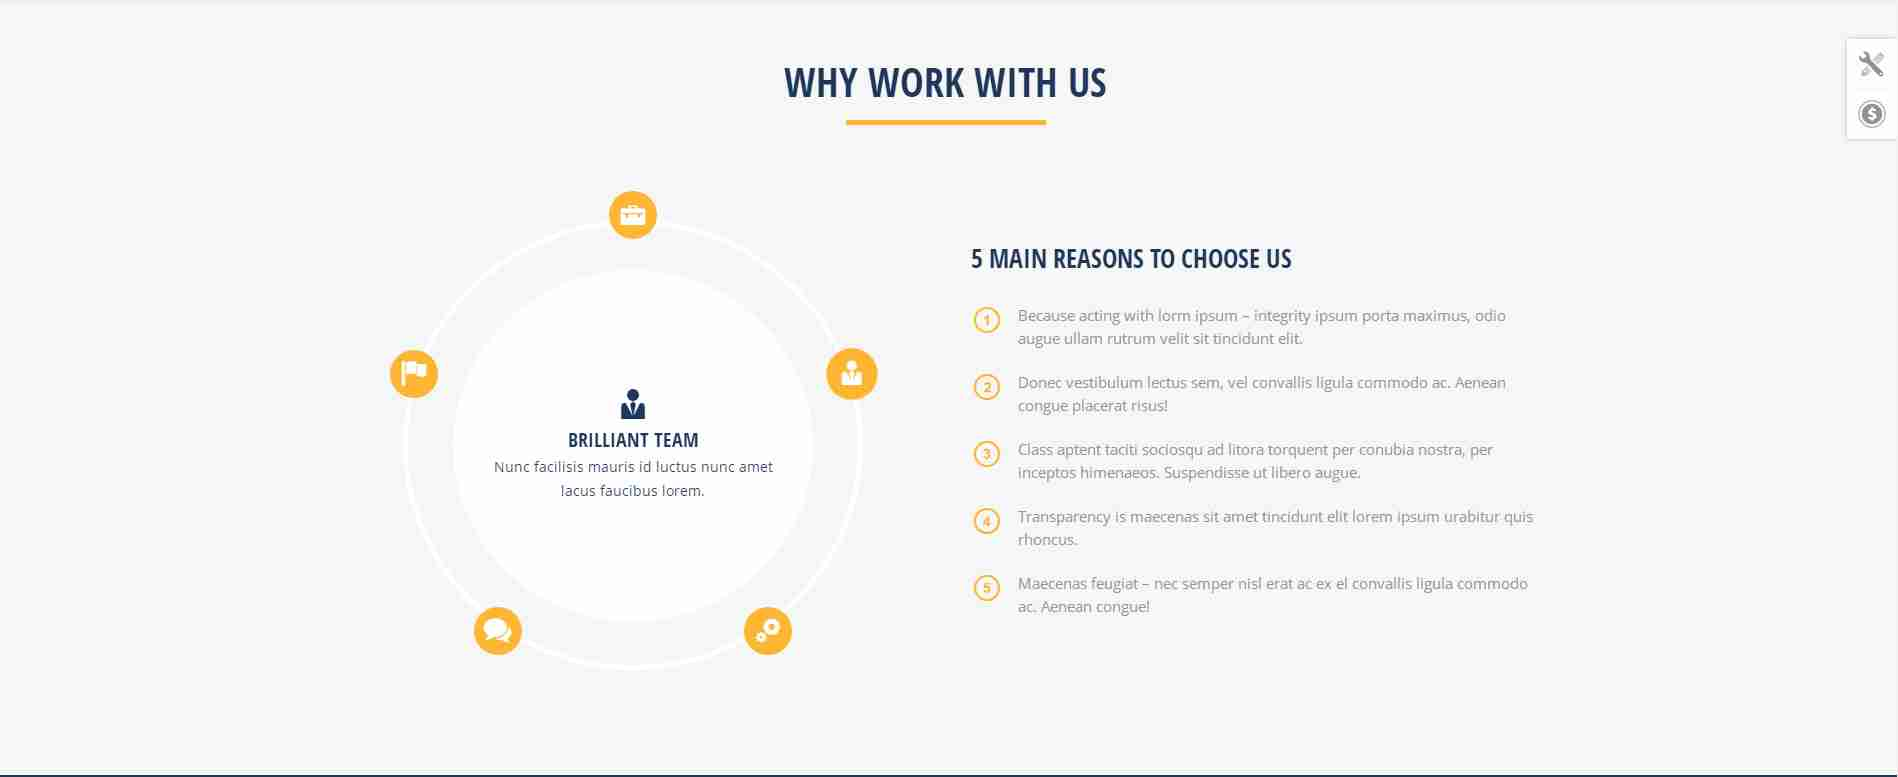 WHY WORK WITH US
BRILLIANT TEAM
Nunc facilisis mauris id luctus nunc amet
lacus faucibus lorem.
5 MAIN REASONS TO CHOOSE US
1 Because acting with lorm ipsum – integrity ipsum porta maximus, odio
augue ullam rutrum velit sit tincidunt elit.
2 Donec vestibulum lectus sem, vel convallis ligula commodo ac. Aenean
congue placerat risus!
3 Class aptent taciti sociosqu ad litora torquent per conubia nostra, per
inceptos himenaeos. Suspendisse ut libero augue.
4 Transparency is maecenas sit amet tincidunt elit lorem ipsum urabitur quis
rhoncus.
5 Maecenas feugiat – nec semper nisl erat ac ex el convallis ligula commodo
ac. Aenean congue!